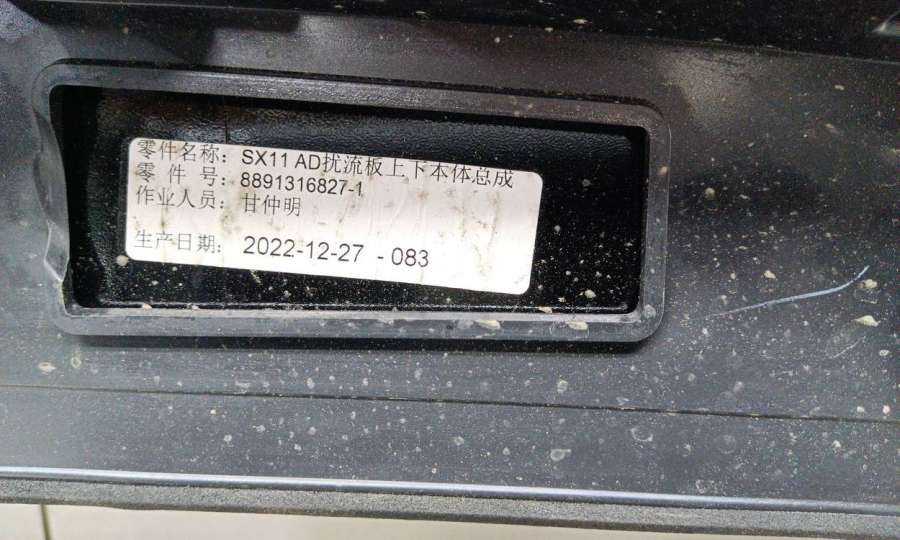 零件名称：SX11 AD扰流板上下本体总成
零 件 号：8891316827-1
作业人员：甘仲明
生产日期：2022-12-27 - 083